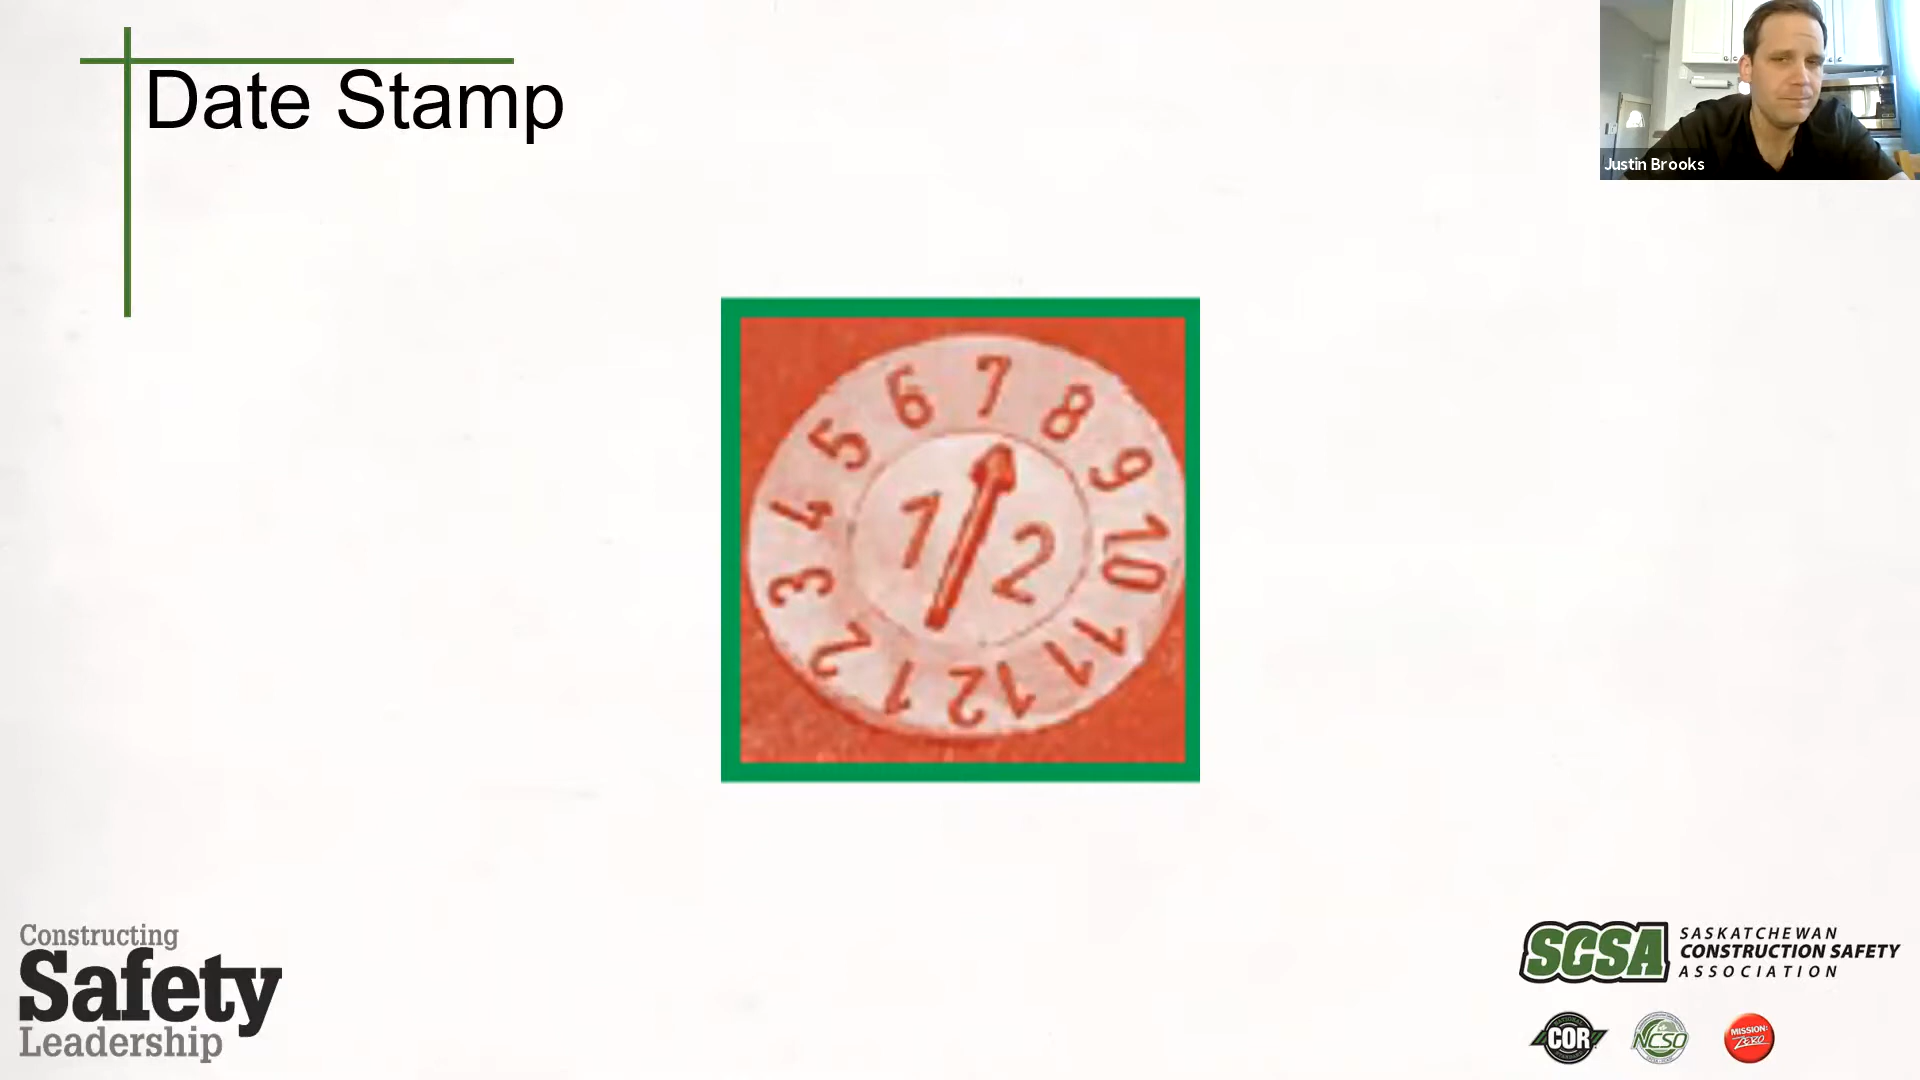 Date Stamp
Justin Brooks
6 7 8
5 9
4 1 2 10
3 11
2 1 12
Constructing
Safety
Leadership
SCSA
SASKATCHEWAN
CONSTRUCTION SAFETY
ASSOCIATION
COR
NCSO
MISSION:
ZERO